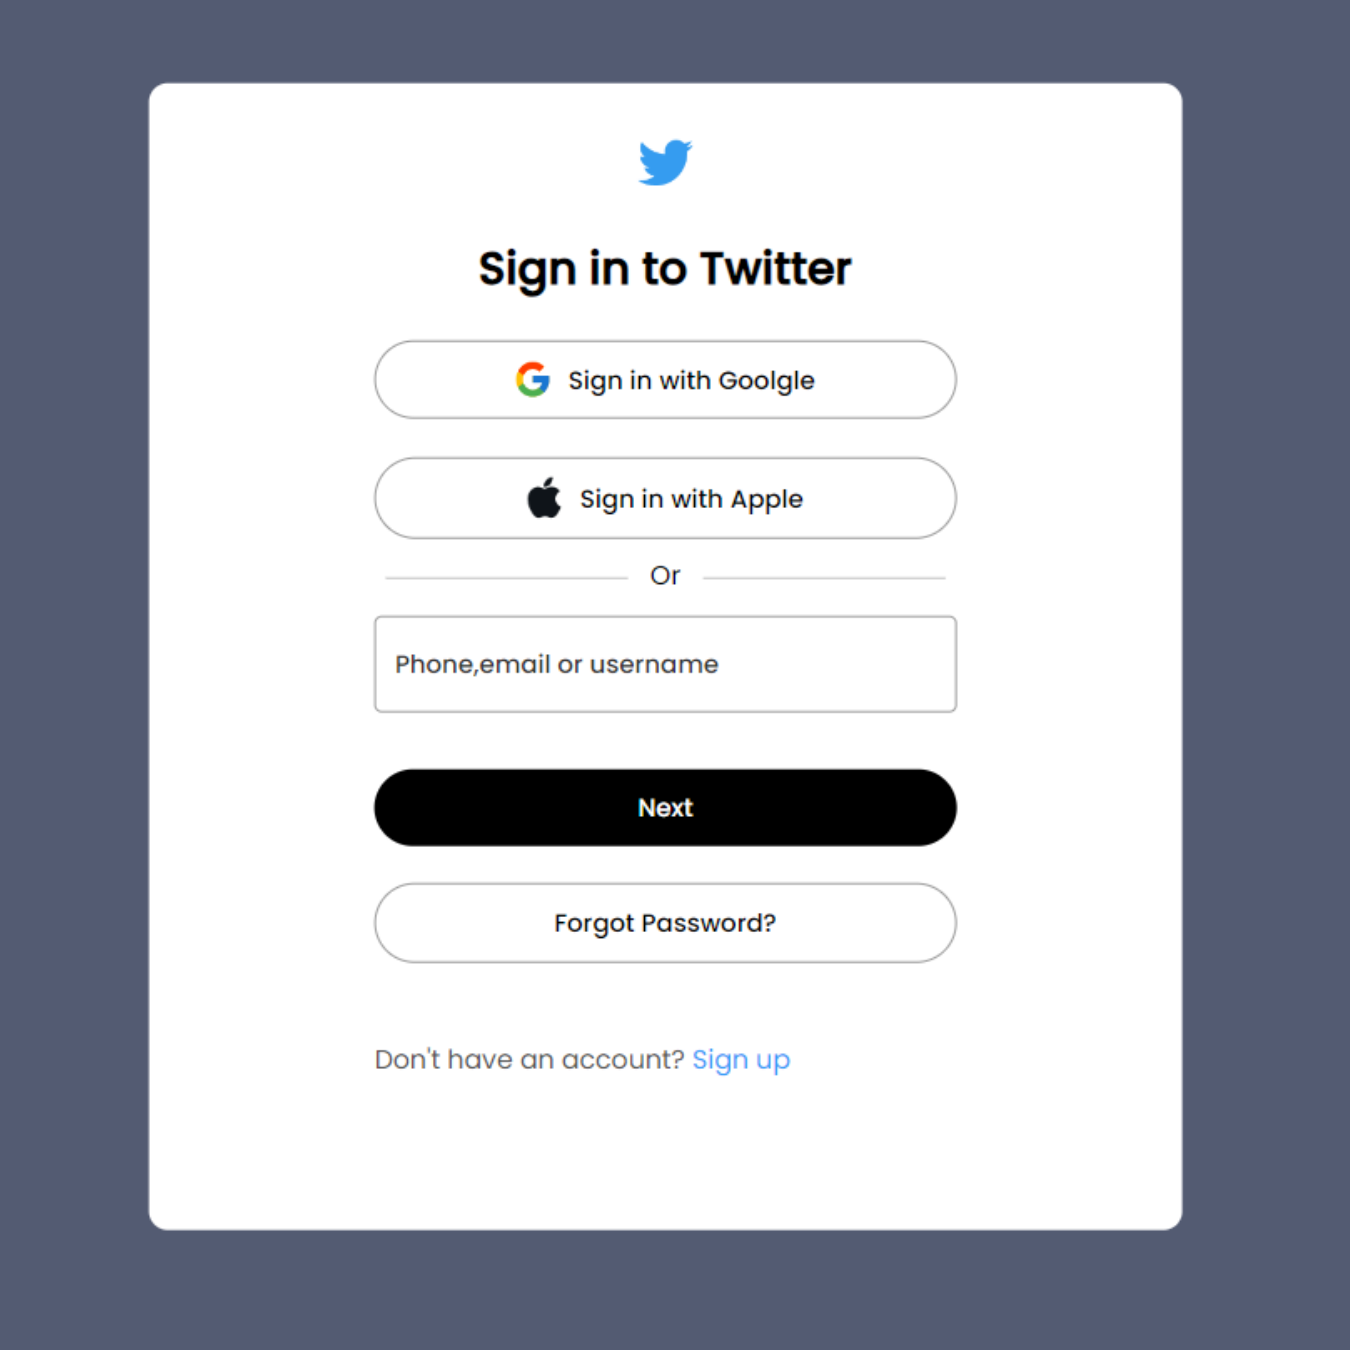 Sign in to Twitter
Sign in with Goolgle
Sign in with Apple
Or
Phone,email or username
Next
Forgot Password?
Don't have an account? Sign up